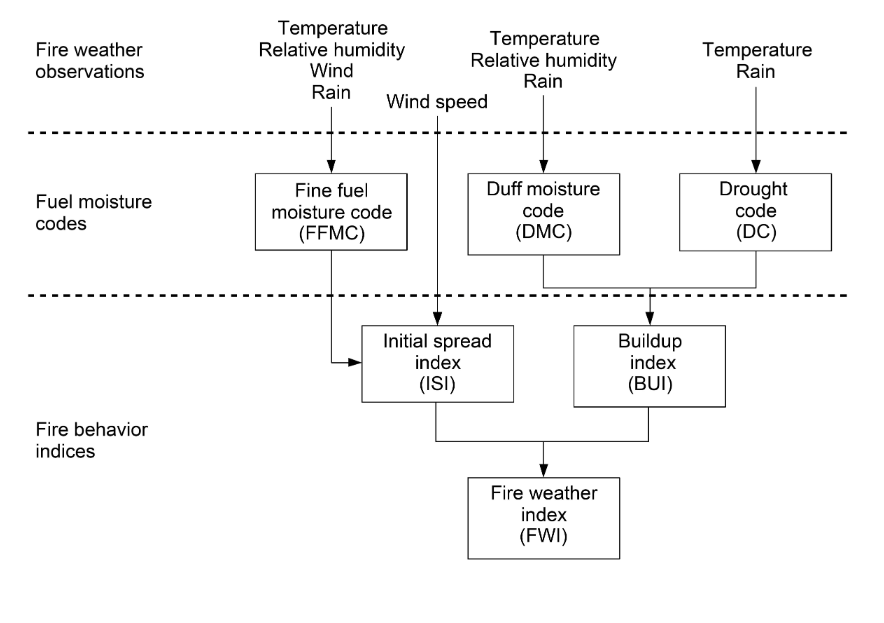 Fire weather
observations
Temperature
Relative humidity
Wind
Rain
Wind speed
Temperature
Relative humidity
Rain
Temperature
Rain
Fuel moisture
codes
Fine fuel
moisture code
(FFMC)
Duff moisture
code
(DMC)
Drought
code
(DC)
Fire behavior
indices
Initial spread
index
(ISI)
Buildup
index
(BUI)
Fire weather
index
(FWI)